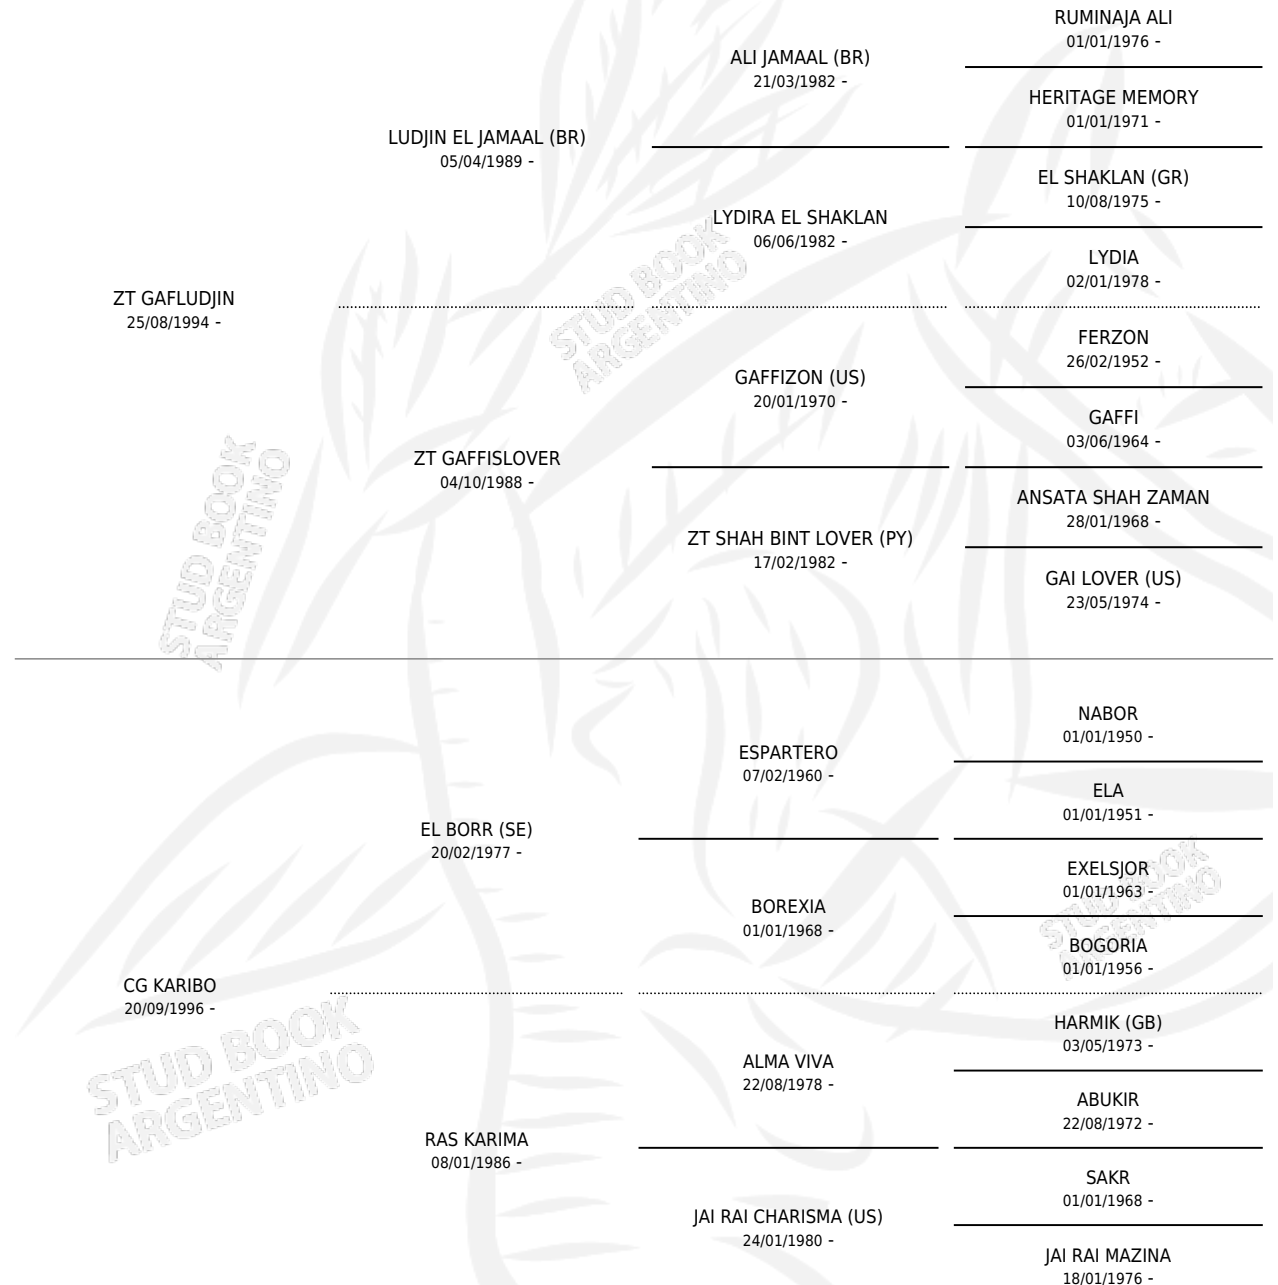 RUMINAJA ALI
01/01/1976 -
ALI JAMAAL (BR)
21/03/1982 -
HERITAGE MEMORY
01/01/1971 -
LUDJIN EL JAMAAL (BR)
05/04/1989 -
EL SHAKLAN (GR)
10/08/1975 -
LYDIRA EL SHAKLAN
06/06/1982 -
LYDIA
02/01/1978 -
ZT GAFLUDJIN
25/08/1994 -
FERZON
26/02/1952 -
GAFFIZON (US)
20/01/1970 -
GAFFI
03/06/1964 -
ZT GAFFISLOVER
04/10/1988 -
ANSATA SHAH ZAMAN
28/01/1968 -
ZT SHAH BINT LOVER (PY)
17/02/1982 -
GAI LOVER (US)
23/05/1974 -
NABOR
01/01/1950 -
ESPARTERO
07/02/1960 -
ELA
01/01/1951 -
EL BORR (SE)
20/02/1977 -
EXELSJOR
01/01/1963 -
BOREXIA
01/01/1968 -
BOGORIA
01/01/1956 -
CG KARIBO
20/09/1996 -
HARMIK (GB)
03/05/1973 -
ALMA VIVA
22/08/1978 -
ABUKIR
22/08/1972 -
RAS KARIMA
08/01/1986 -
SAKR
01/01/1968 -
JAI RAI CHARISMA (US)
24/01/1980 -
JAI RAI MAZINA
18/01/1976 -
STUD BOOK
ARGENTINO
STUD BOOK
ARGENTINO
STUD BOOK
ARGENTINO
STUD BOOK
ARGENTINO